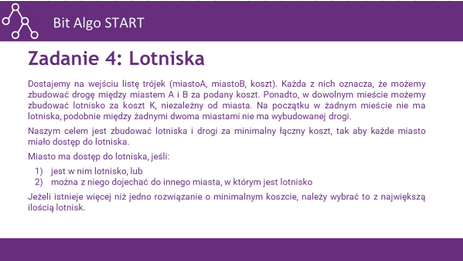 Bit Algo START
Zadanie 4: Lotniska
Dostajemy na wejściu listę trójek (miastoA, miastoB, koszt). Każda z nich oznacza, że możemy
zbudować drogę między miastem A i B za podany koszt. Ponadto, w dowolnym mieście możemy
zbudować lotnisko za koszt K, niezależny od miasta. Na początku w żadnym mieście nie ma
lotniska, podobnie między żadnymi dwoma miastami nie ma wybudowanej drogi.
Naszym celem jest zbudować lotniska i drogi za minimalny łączny koszt, tak aby każde miasto
miało dostęp do lotniska.
Miasto ma dostęp do lotniska, jeśli:
1) jest w nim lotnisko, lub
2) można z niego dojechać do innego miasta, w którym jest lotnisko
Jeżeli istnieje więcej niż jedno rozwiązanie o minimalnym koszcie, należy wybrać to z największą
ilością lotnisk.